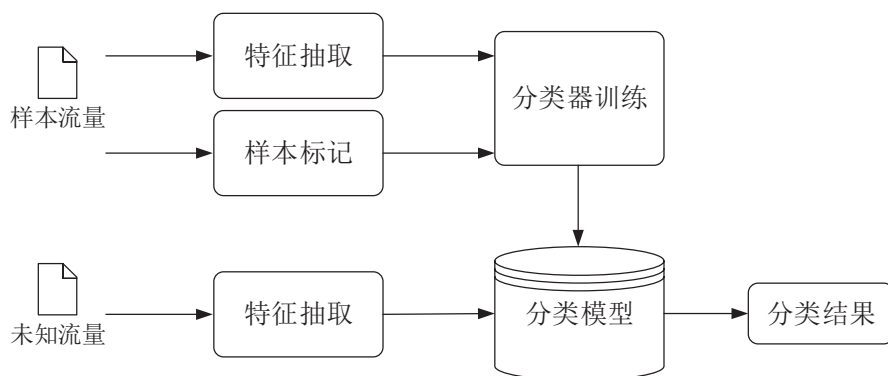 特征抽取
样本流量
分类器训练
样本标记
未知流量
特征抽取
分类模型
分类结果